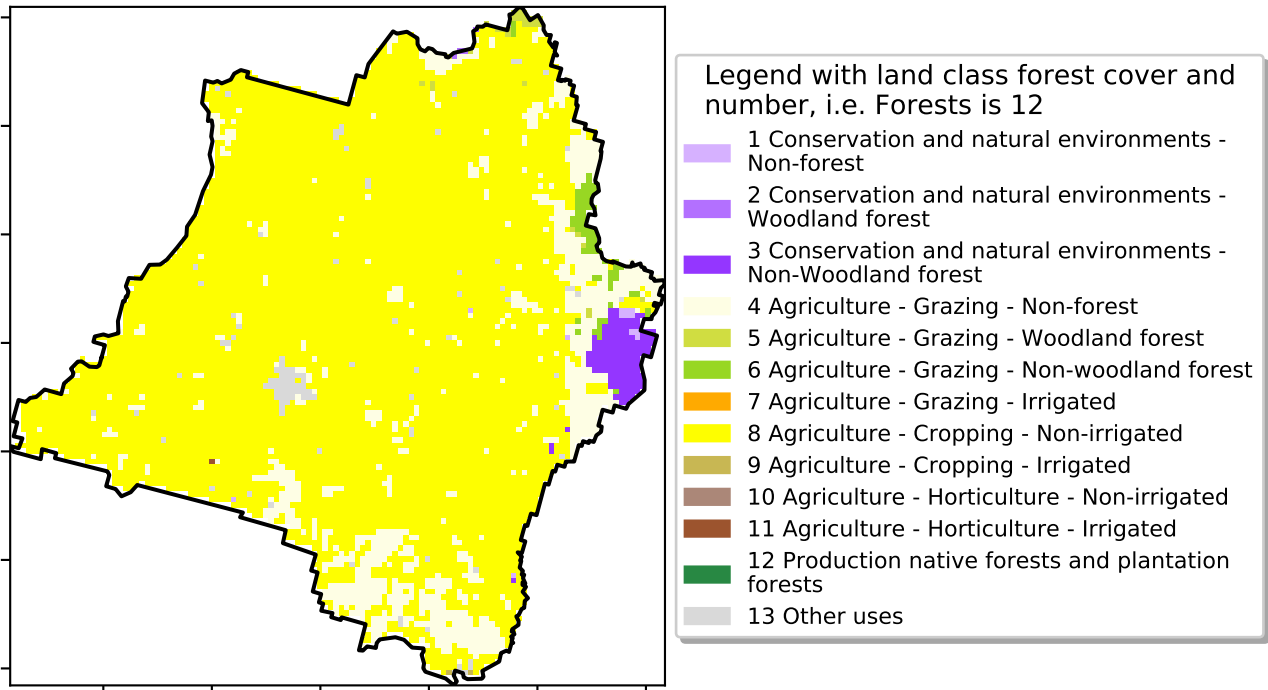 Legend with land class forest cover and
number, i.e. Forests is 12
1 Conservation and natural environments -
Non-forest
2 Conservation and natural environments -
Woodland forest
3 Conservation and natural environments -
Non-Woodland forest
4 Agriculture - Grazing - Non-forest
5 Agriculture - Grazing - Woodland forest
6 Agriculture - Grazing - Non-woodland forest
7 Agriculture - Grazing - Irrigated
8 Agriculture - Cropping - Non-irrigated
9 Agriculture - Cropping - Irrigated
10 Agriculture - Horticulture - Non-irrigated
11 Agriculture - Horticulture - Irrigated
12 Production native forests and plantation
forests
13 Other uses